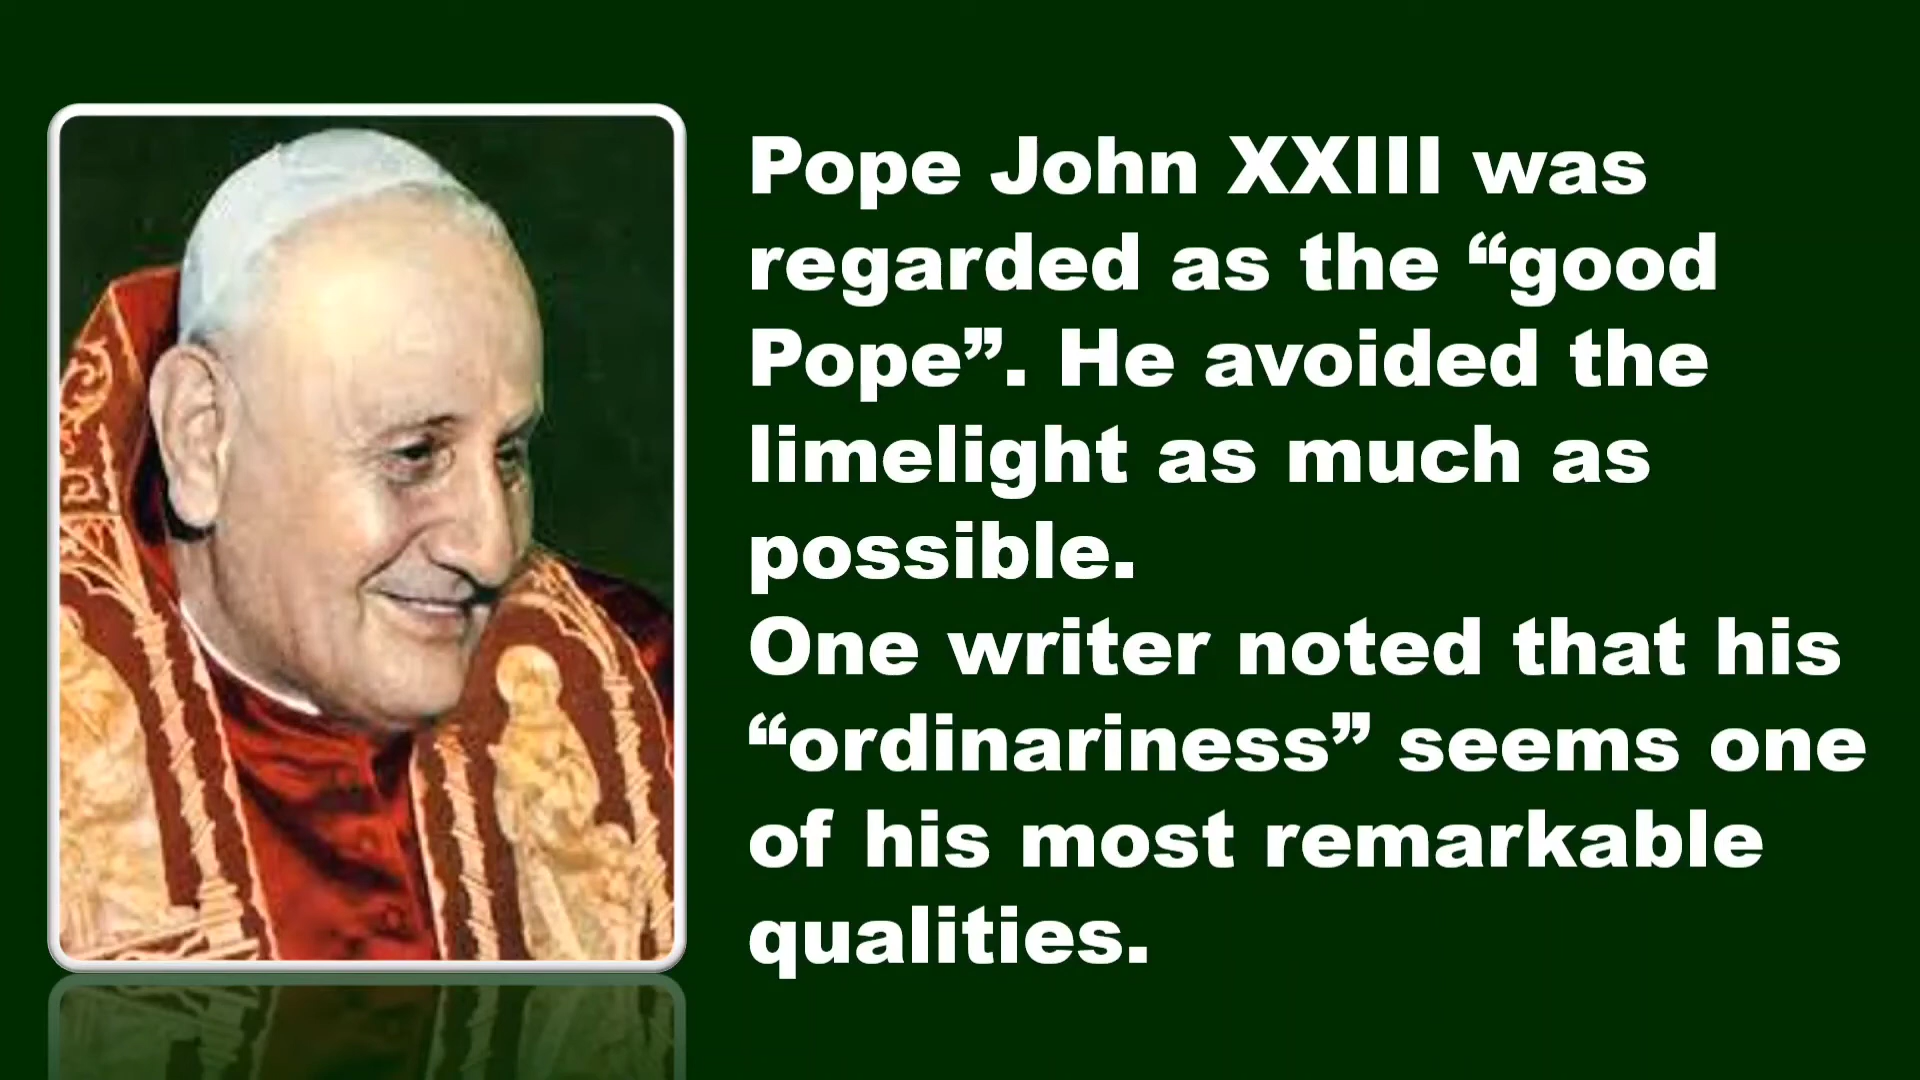 Pope John XXIII was
regarded as the “good
Pope”. He avoided the
limelight as much as
possible.
One writer noted that his
“ordinariness” seems one
of his most remarkable
qualities.